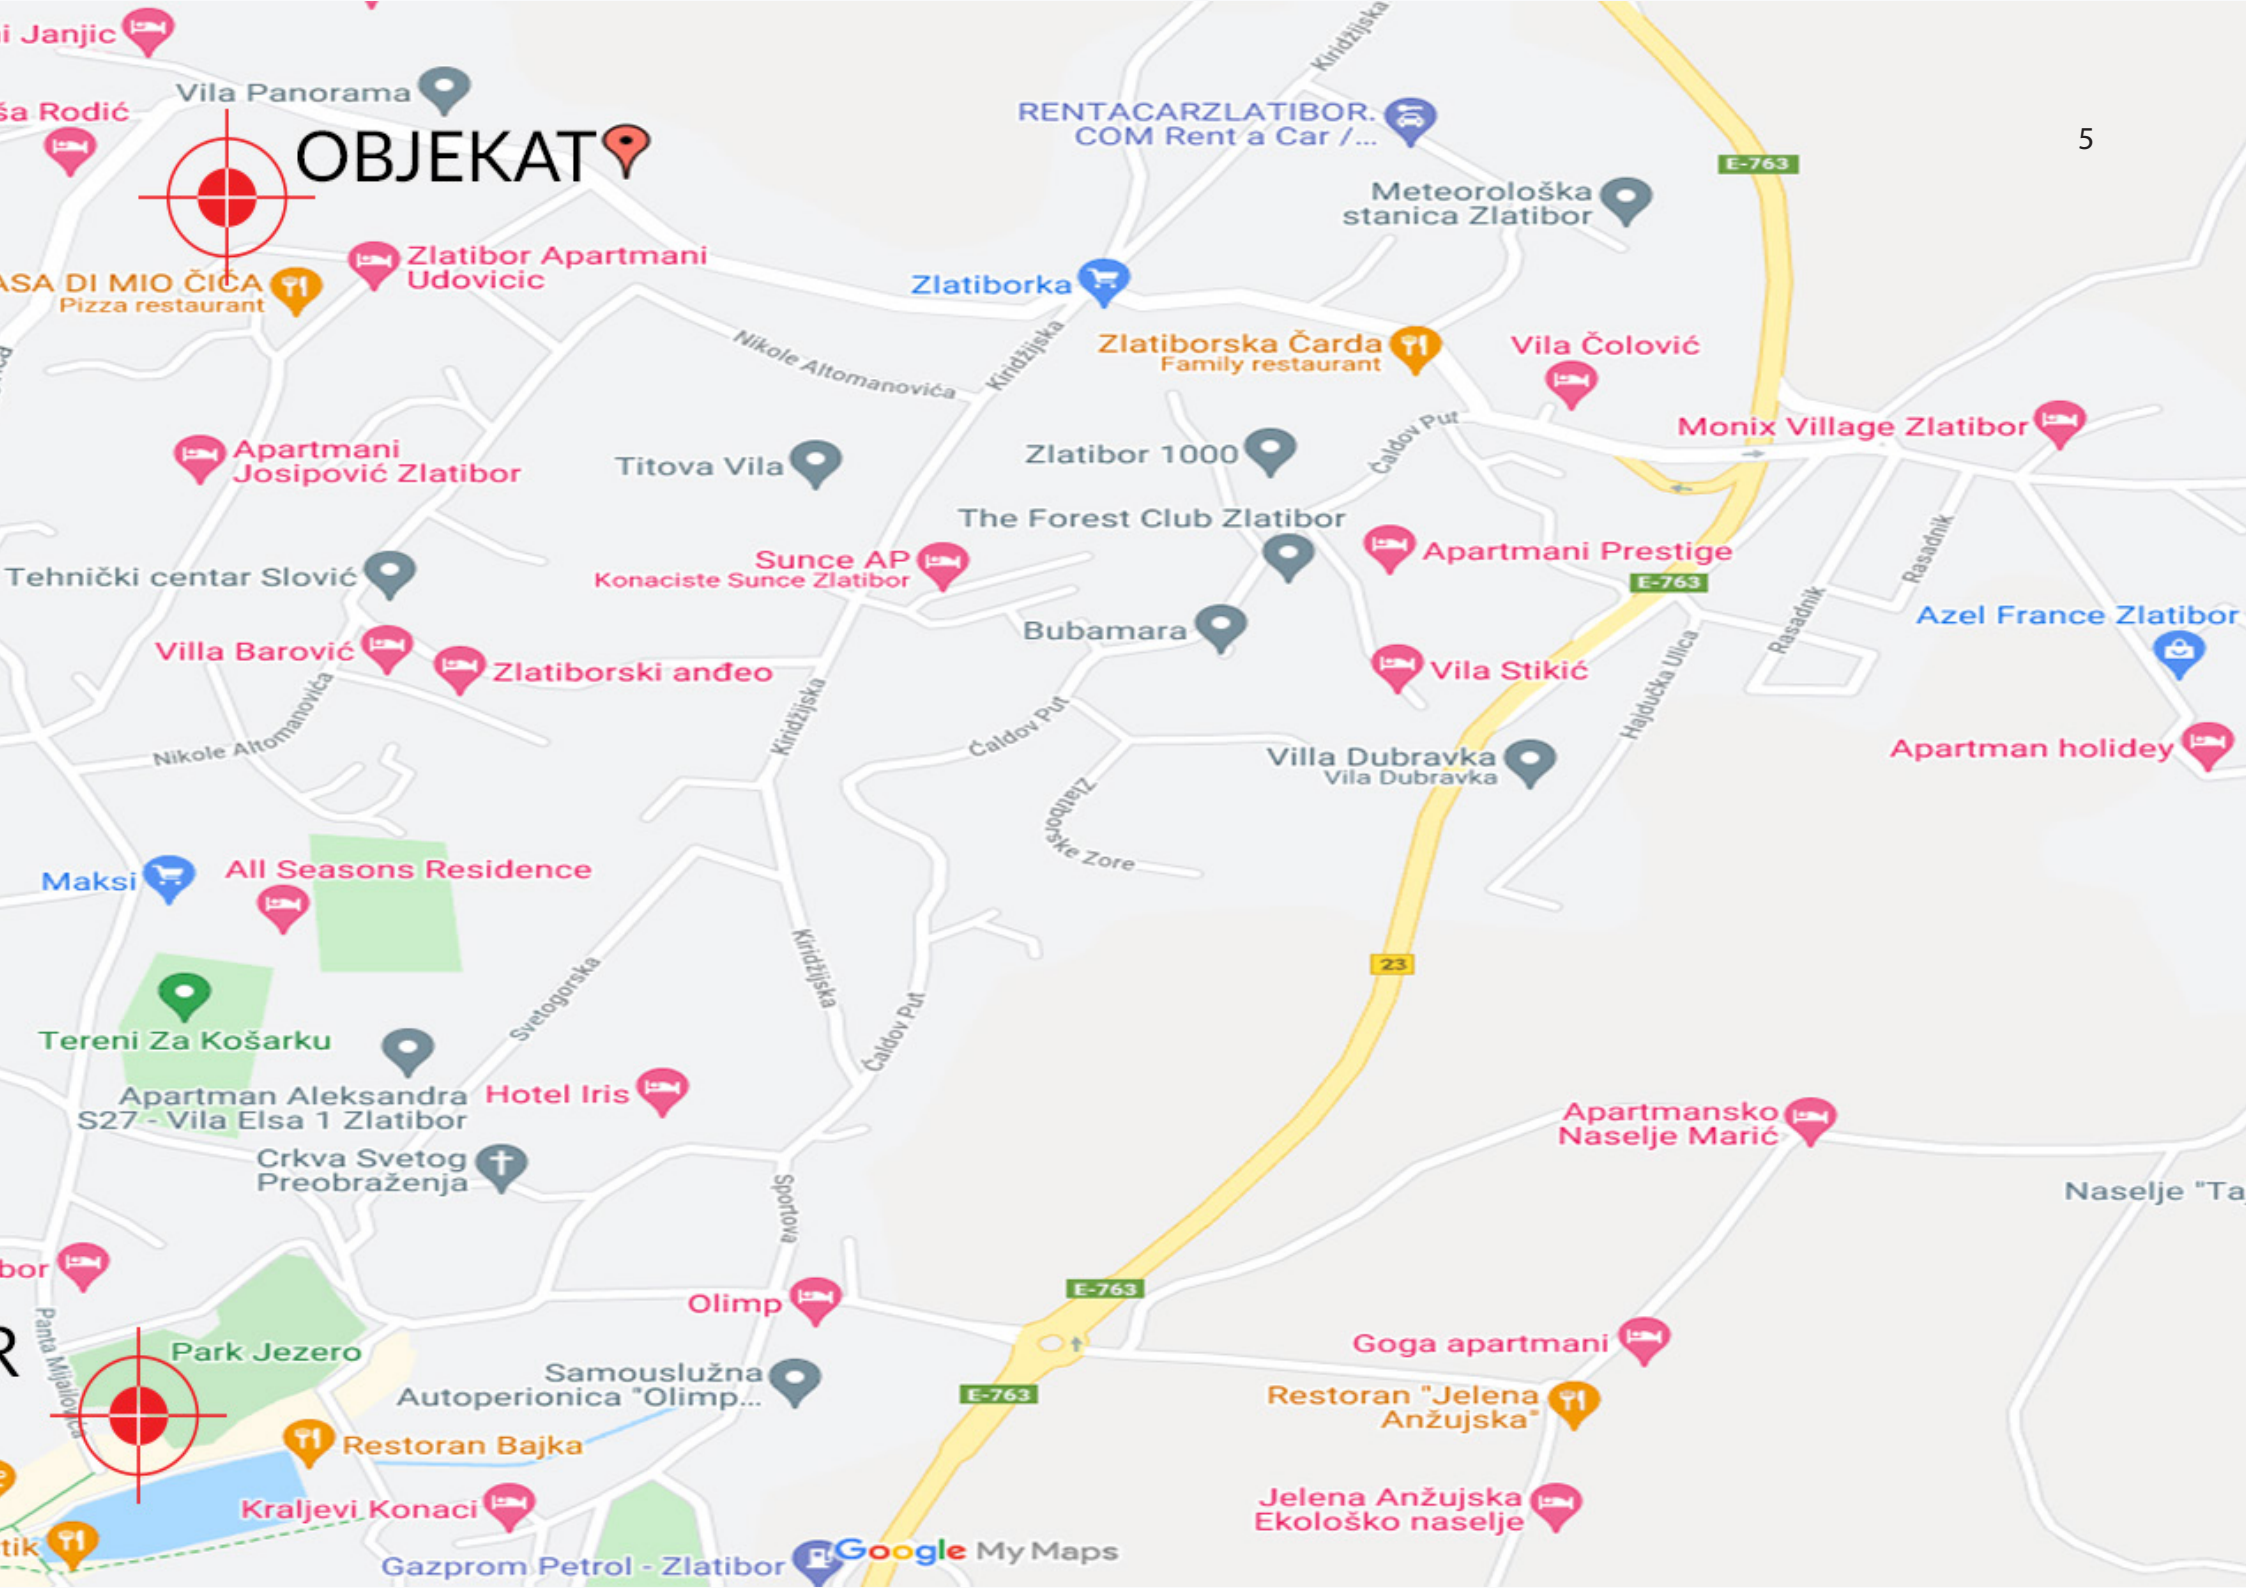 Kiridžijska
Janjic
Vila Panorama
ša Rodić
OBJEKAT
RENTACARZLATIBOR.
COM Rent a Car /...
5
E-763
Meteorološka
stanica Zlatibor
Zlatibor Apartmani
Udovicic
ASA DI MIO ČIČA
Pizza restaurant
Zlatiborka
Nikole Altomanovića
Kiridžijska
Zlatiborska Čarda
Family restaurant
Vila Čolović
Monix Village Zlatibor
Čaldov Put
Apartmani
Josipović Zlatibor
Titova Vila
Zlatibor 1000
The Forest Club Zlatibor
Apartmani Prestige
Rasadnik
Sunce AP
Konaciste Sunce Zlatibor
Tehnički centar Slović
E-763
Rasadnik
Azel France Zlatibor
Bubamara
Villa Barović
Zlatiborski anđeo
Vila Stikić
Hajdučka Ulica
Nikole Altomanovića
Kiridžijska
Čaldov Put
Villa Dubravka
Vila Dubravka
Apartman holidey
Zlatiborske Zore
Maksi
All Seasons Residence
23
Kiridžijska
Svetogorska
Čaldov Put
Tereni Za Košarku
Apartman Aleksandra
S27 - Vila Elsa 1 Zlatibor
Hotel Iris
Apartmansko
Naselje Marić
Crkva Svetog
Preobraženja
Sportova
Naselje "Ta
bor
E-763
Olimp
R
Panta Mijailovića
Park Jezero
Goga apartmani
Samouslužna
Autoperionica "Olimp...
E-763
Restoran "Jelena
Anžujska"
Restoran Bajka
Kraljevi Konaci
Jelena Anžujska
Ekološko naselje
tik
Gazprom Petrol - Zlatibor
Google My Maps